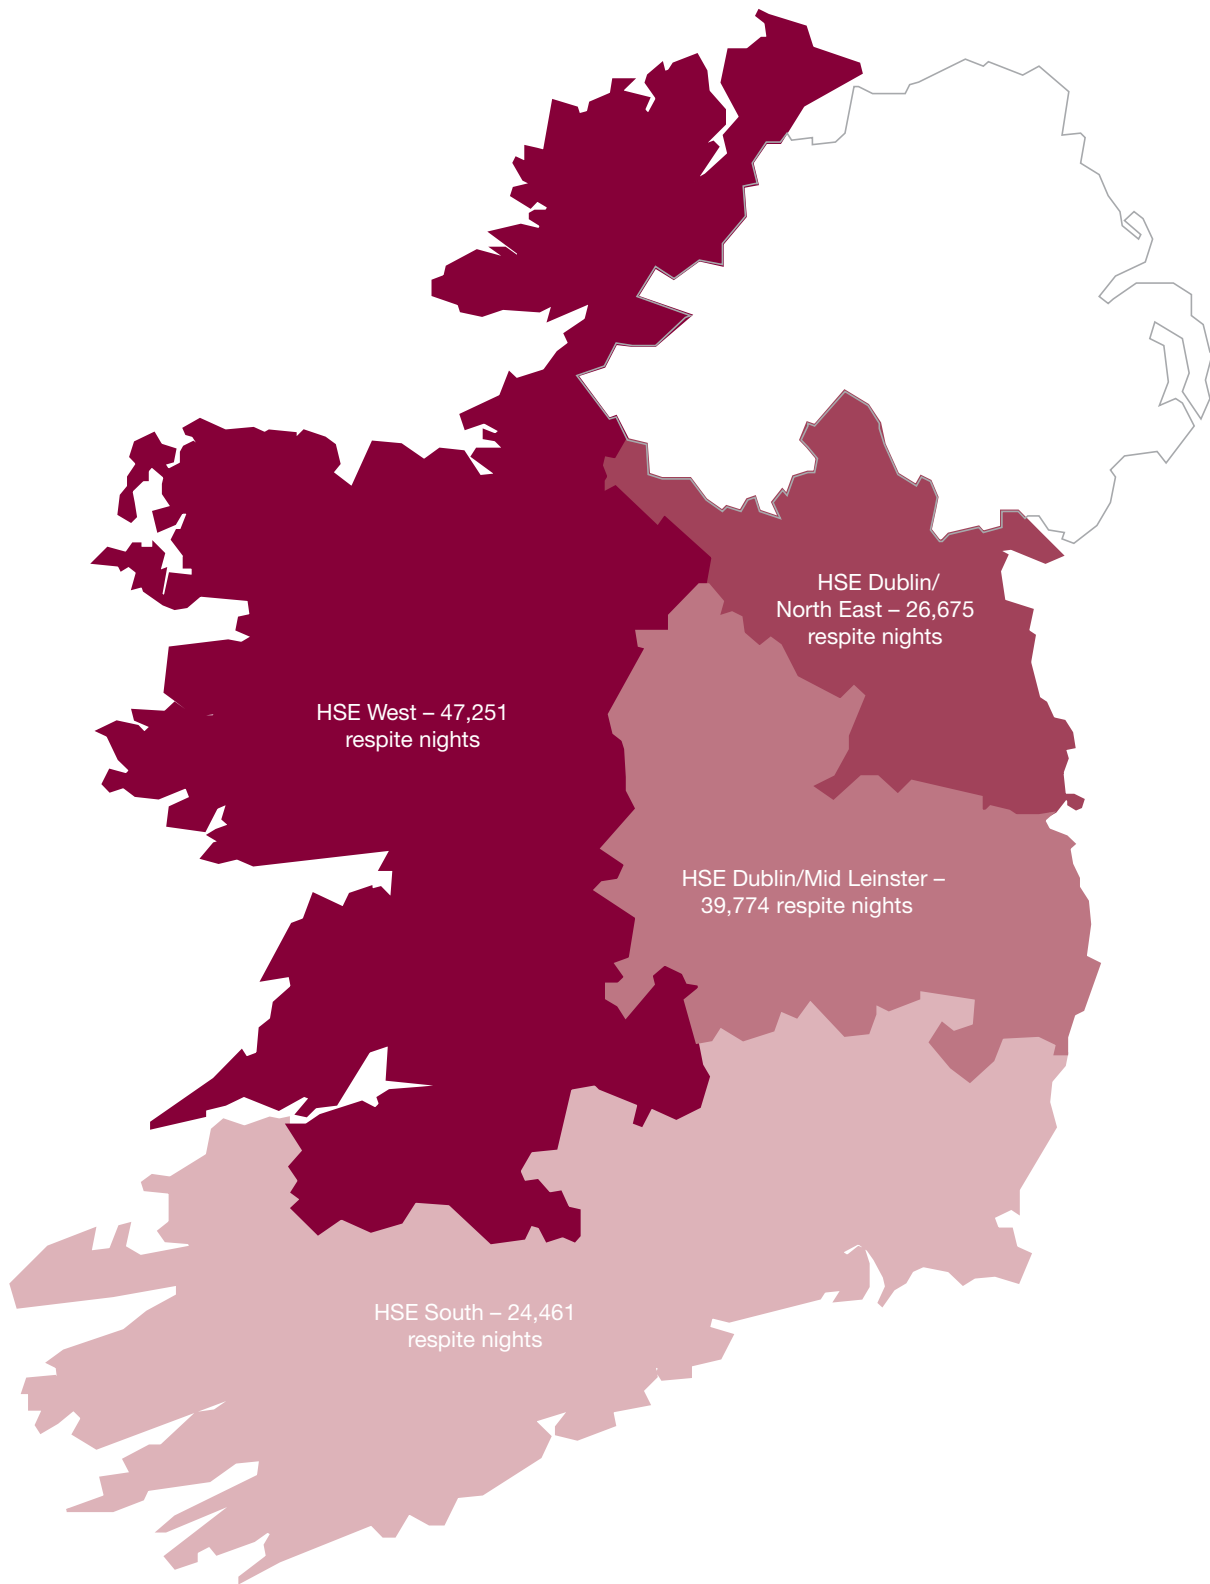 HSE Dublin/
North East – 26,675
respite nights
HSE West – 47,251
respite nights
HSE Dublin/Mid Leinster –
39,774 respite nights
HSE South – 24,461
respite nights